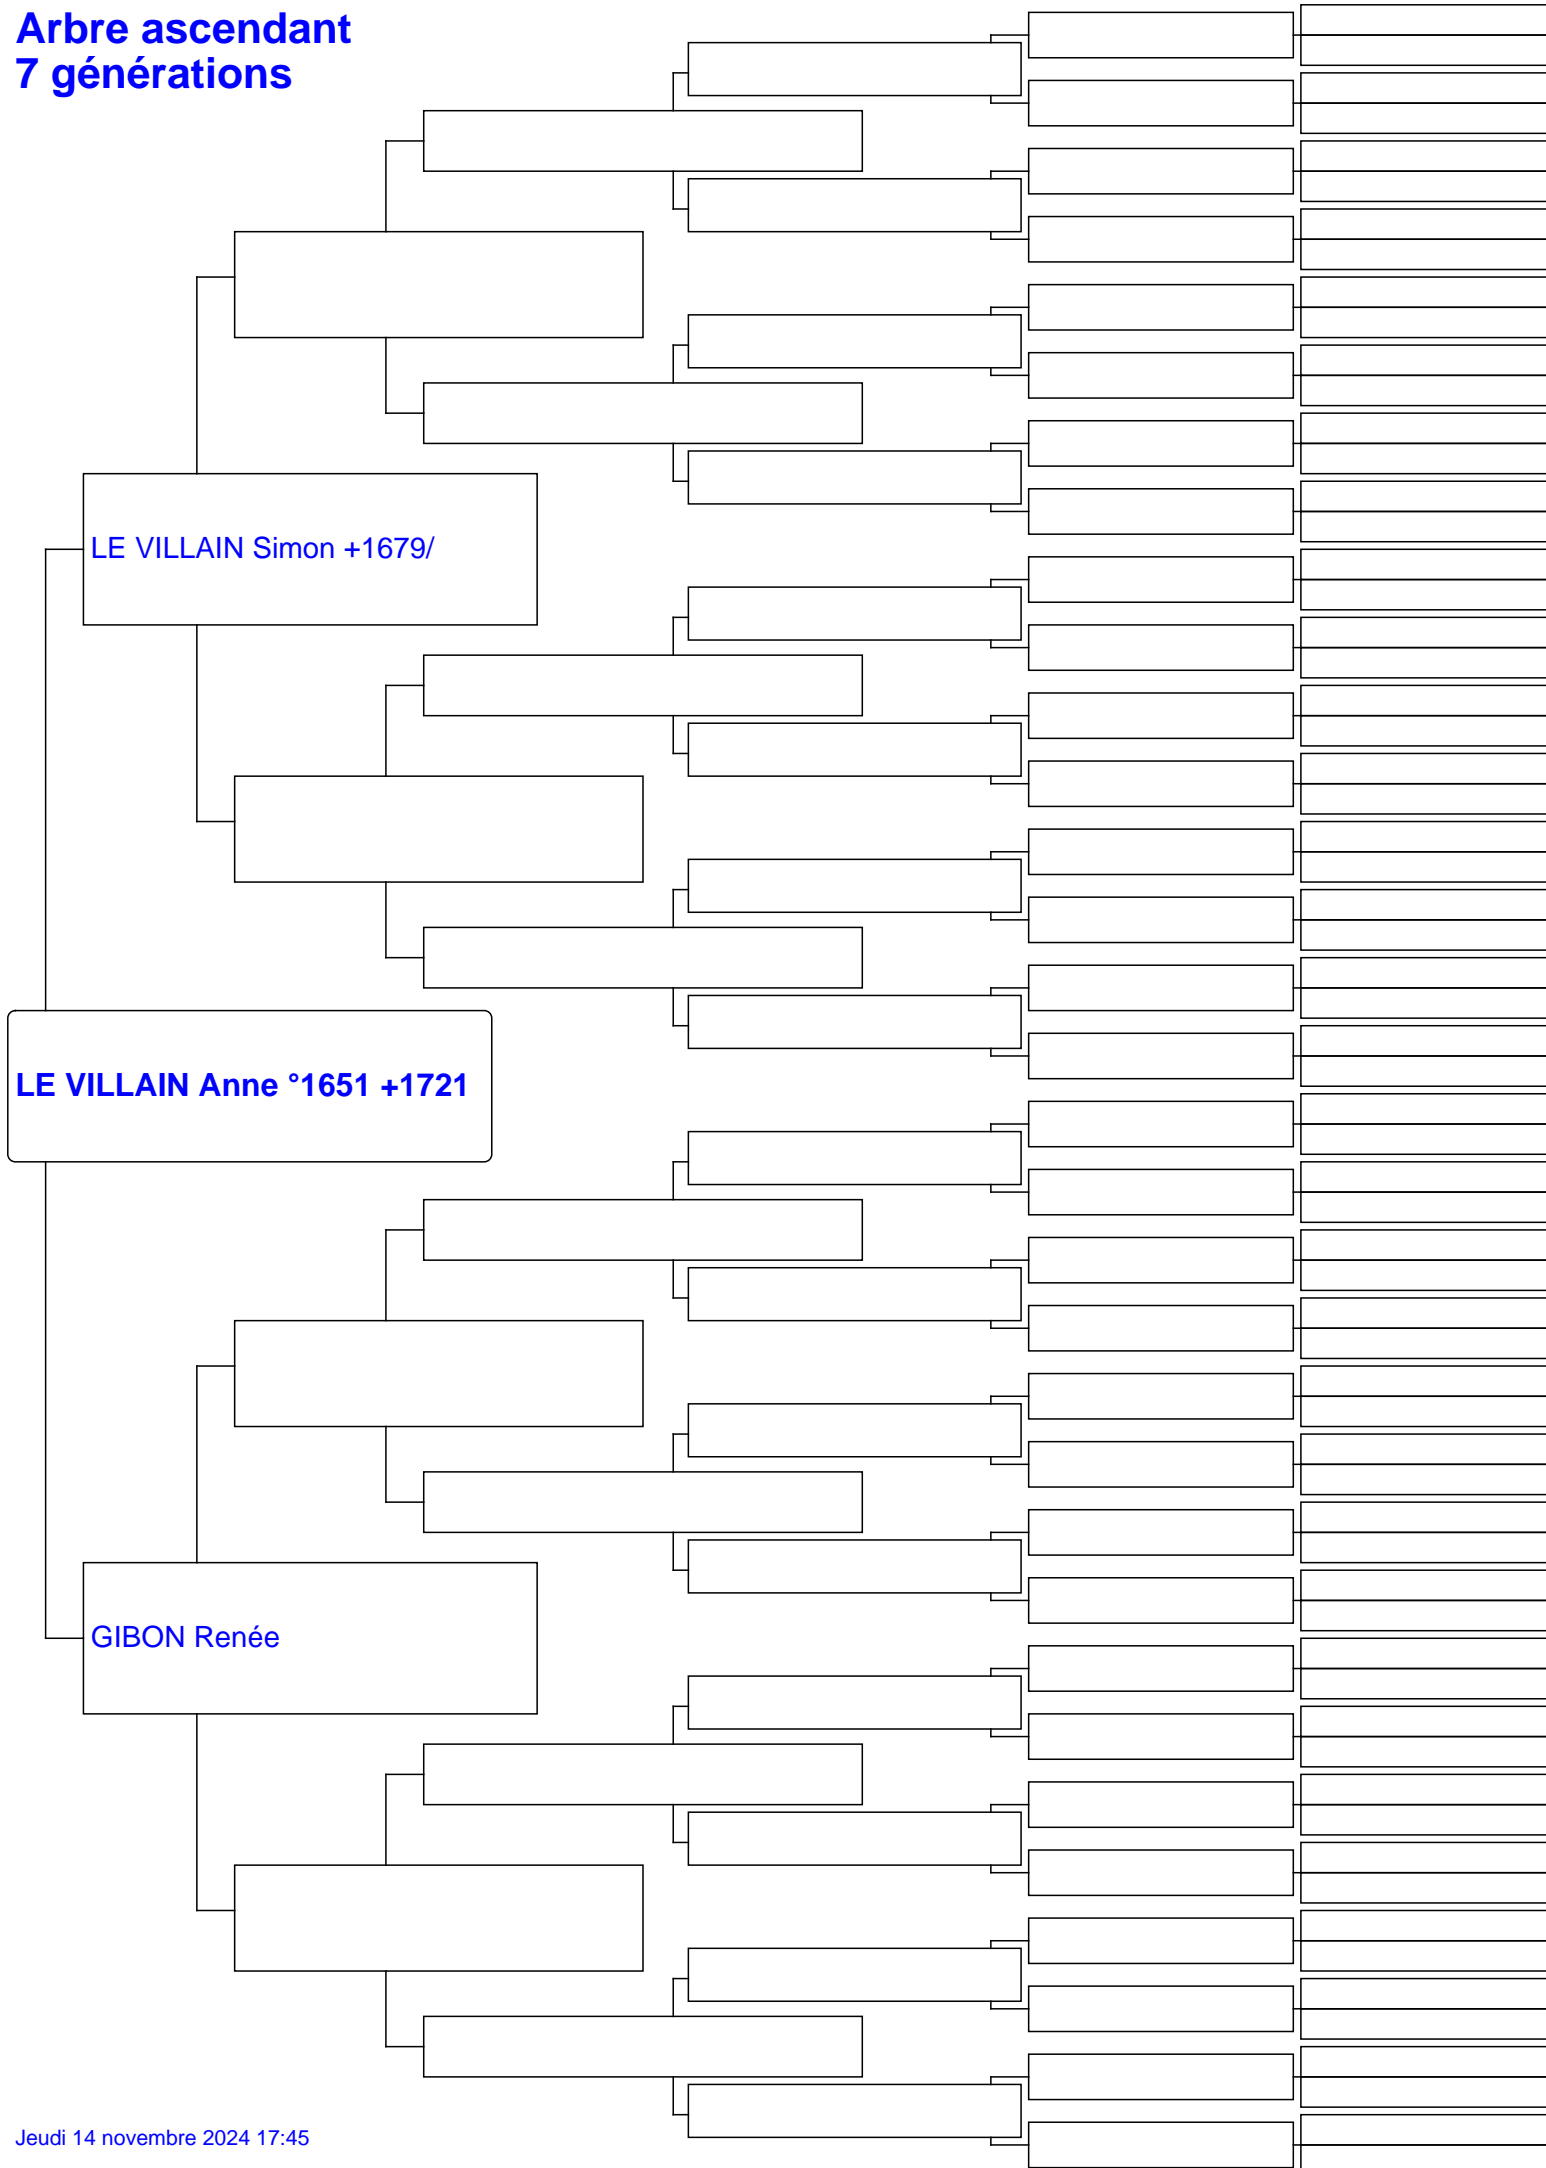 Arbre ascendant
7 générations
LE VILLAIN Simon +1679/
LE VILLAIN Anne °1651 +1721
GIBON Renée
Jeudi 14 novembre 2024 17:45